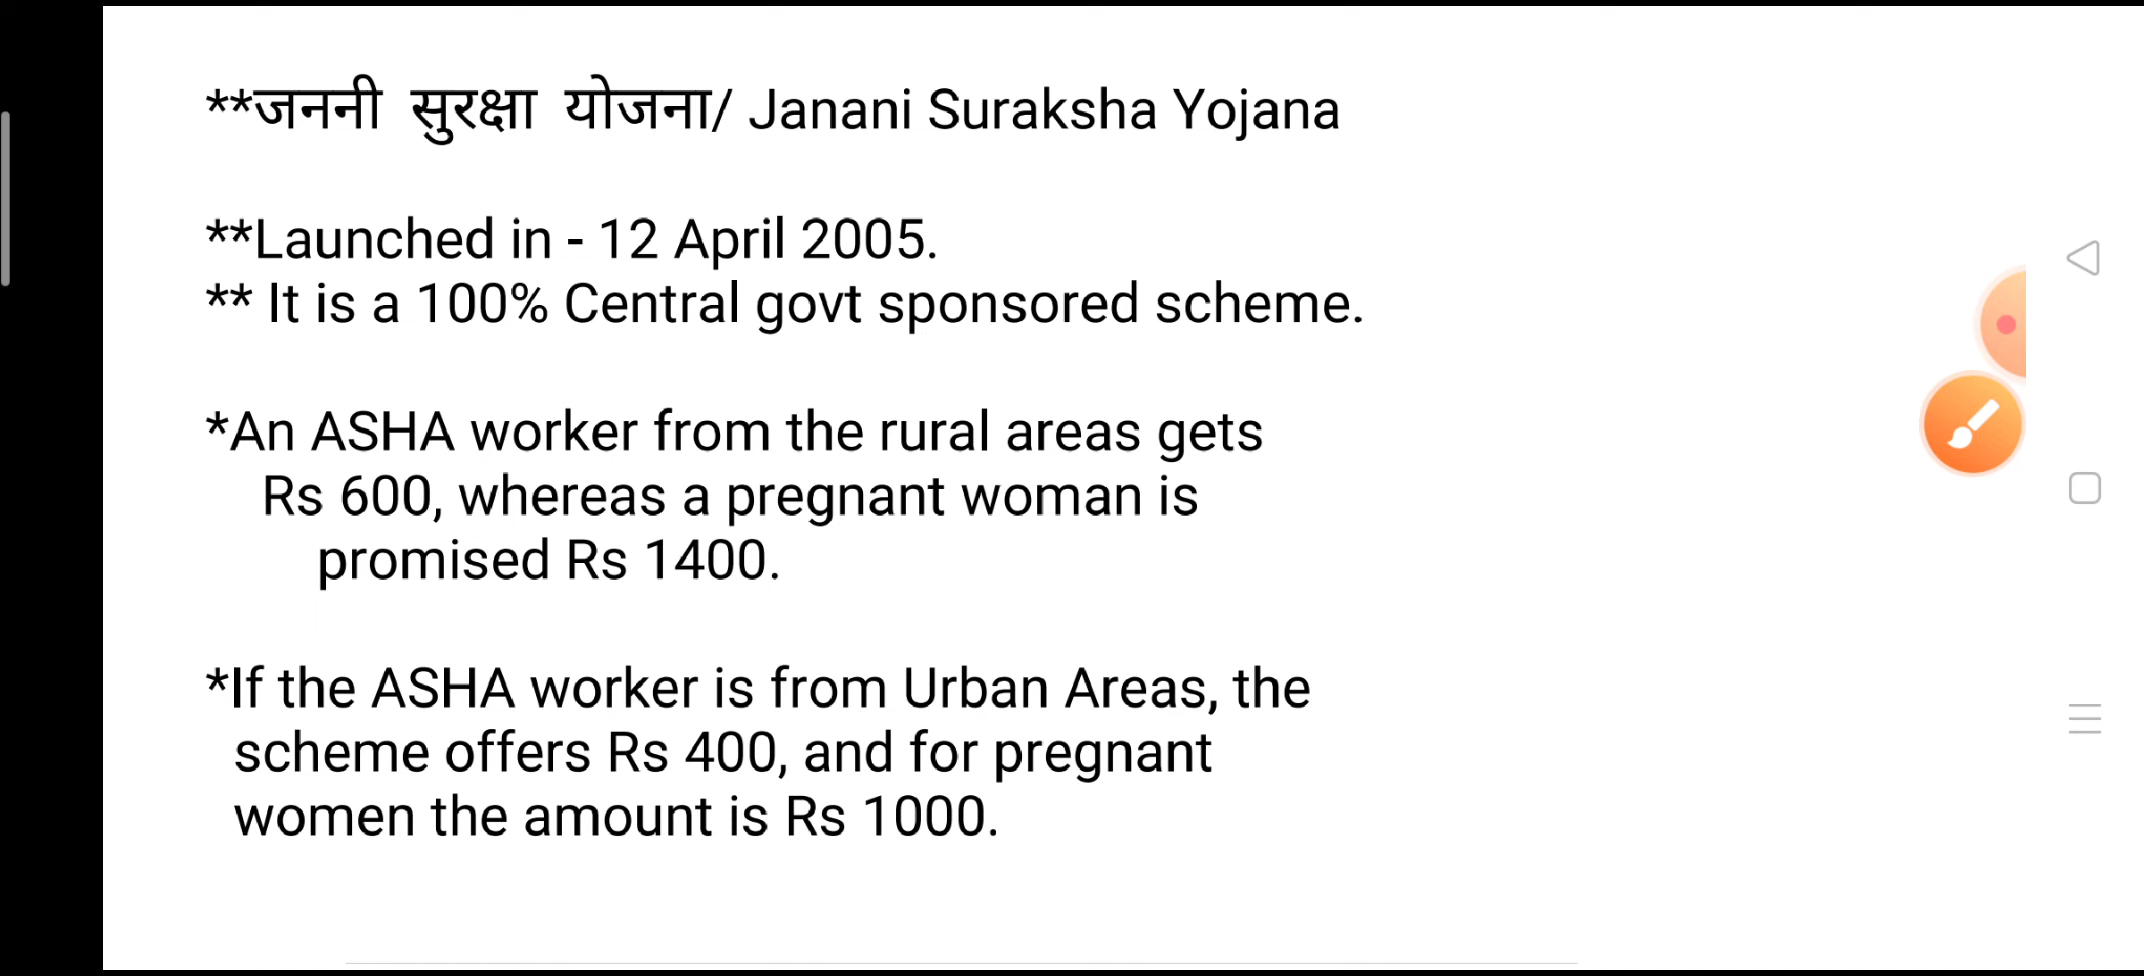 **जननी सुरक्षा योजना/ Janani Suraksha Yojana
**Launched in - 12 April 2005.
** It is a 100% Central govt sponsored scheme.
*An ASHA worker from the rural areas gets
Rs 600, whereas a pregnant woman is
promised Rs 1400.
*If the ASHA worker is from Urban Areas, the
scheme offers Rs 400, and for pregnant
women the amount is Rs 1000.